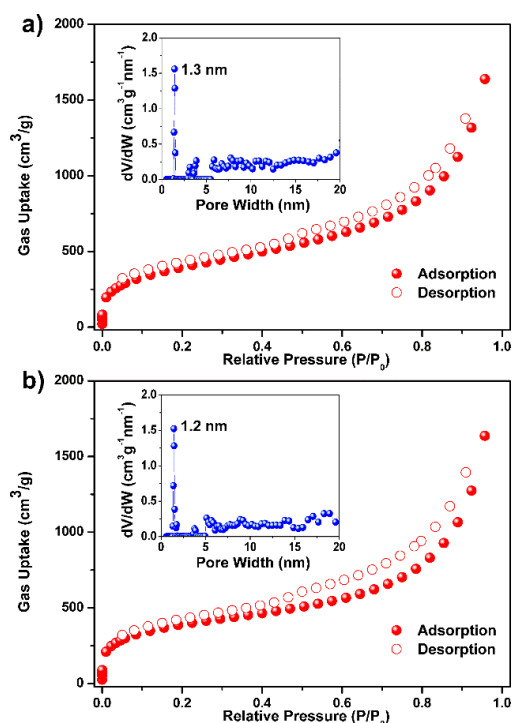 a)
Gas Uptake (cm³/g)
2000
1500
1000
500
0
0.0 0.2 0.4 0.6 0.8 1.0
Relative Pressure (P/P₀)
dV/dW (cm³ g⁻¹ nm⁻¹)
2.0
1.5
1.0
0.5
0.0
0 5 10 15 20
Pore Width (nm)
1.3 nm
Adsorption
Desorption
b)
Gas Uptake (cm³/g)
2000
1500
1000
500
0
0.0 0.2 0.4 0.6 0.8 1.0
Relative Pressure (P/P₀)
dV/dW (cm³ g⁻¹ nm⁻¹)
2.0
1.5
1.0
0.5
0.0
0 5 10 15 20
Pore Width (nm)
1.2 nm
Adsorption
Desorption